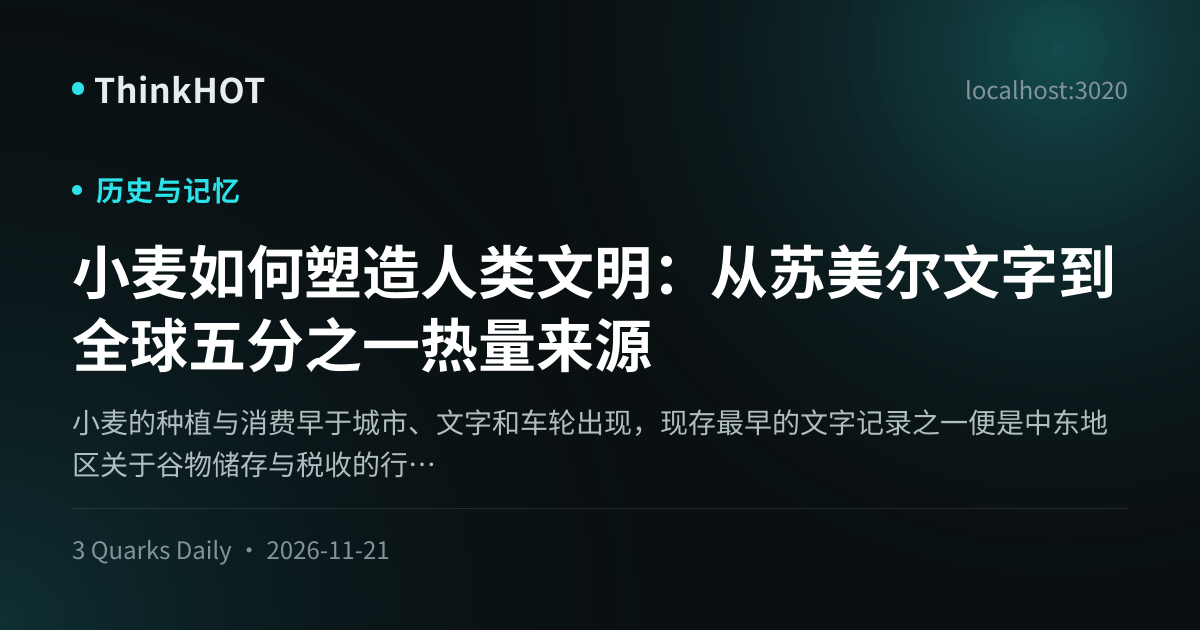 ThinkHOT
localhost:3020
历史与记忆
小麦如何塑造人类文明：从苏美尔文字到
全球五分之一热量来源
小麦的种植与消费早于城市、文字和车轮出现，现存最早的文字记录之一便是中东地
区关于谷物储存与税收的行…
3 Quarks Daily · 2026-11-21